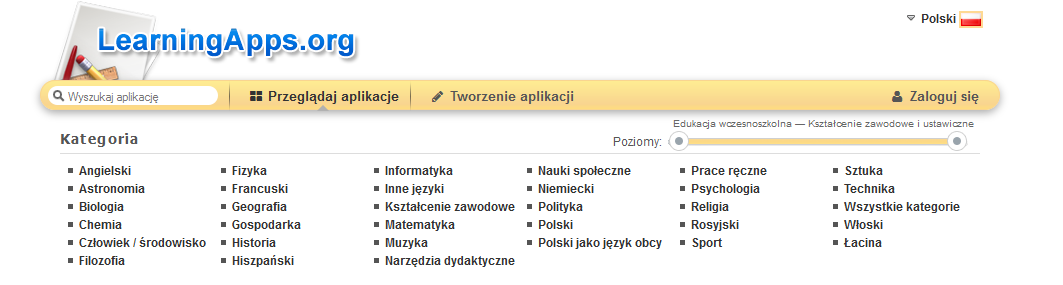 LearningApps.org
Polski
Wyszukaj aplikację
Przeglądaj aplikacje
Tworzenie aplikacji
Zaloguj się
Kategoria
Edukacja wczesnoszkolna — Kształcenie zawodowe i ustawiczne
Poziomy:
Angielski
Astronomia
Biologia
Chemia
Człowiek / środowisko
Filozofia
Fizyka
Francuski
Geografia
Gospodarka
Historia
Hiszpański
Informatyka
Inne języki
Kształcenie zawodowe
Matematyka
Muzyka
Narzędzia dydaktyczne
Nauki społeczne
Niemiecki
Polityka
Polski
Polski jako język obcy
Prace ręczne
Psychologia
Religia
Rosyjski
Sport
Sztuka
Technika
Wszystkie kategorie
Włoski
Łacina